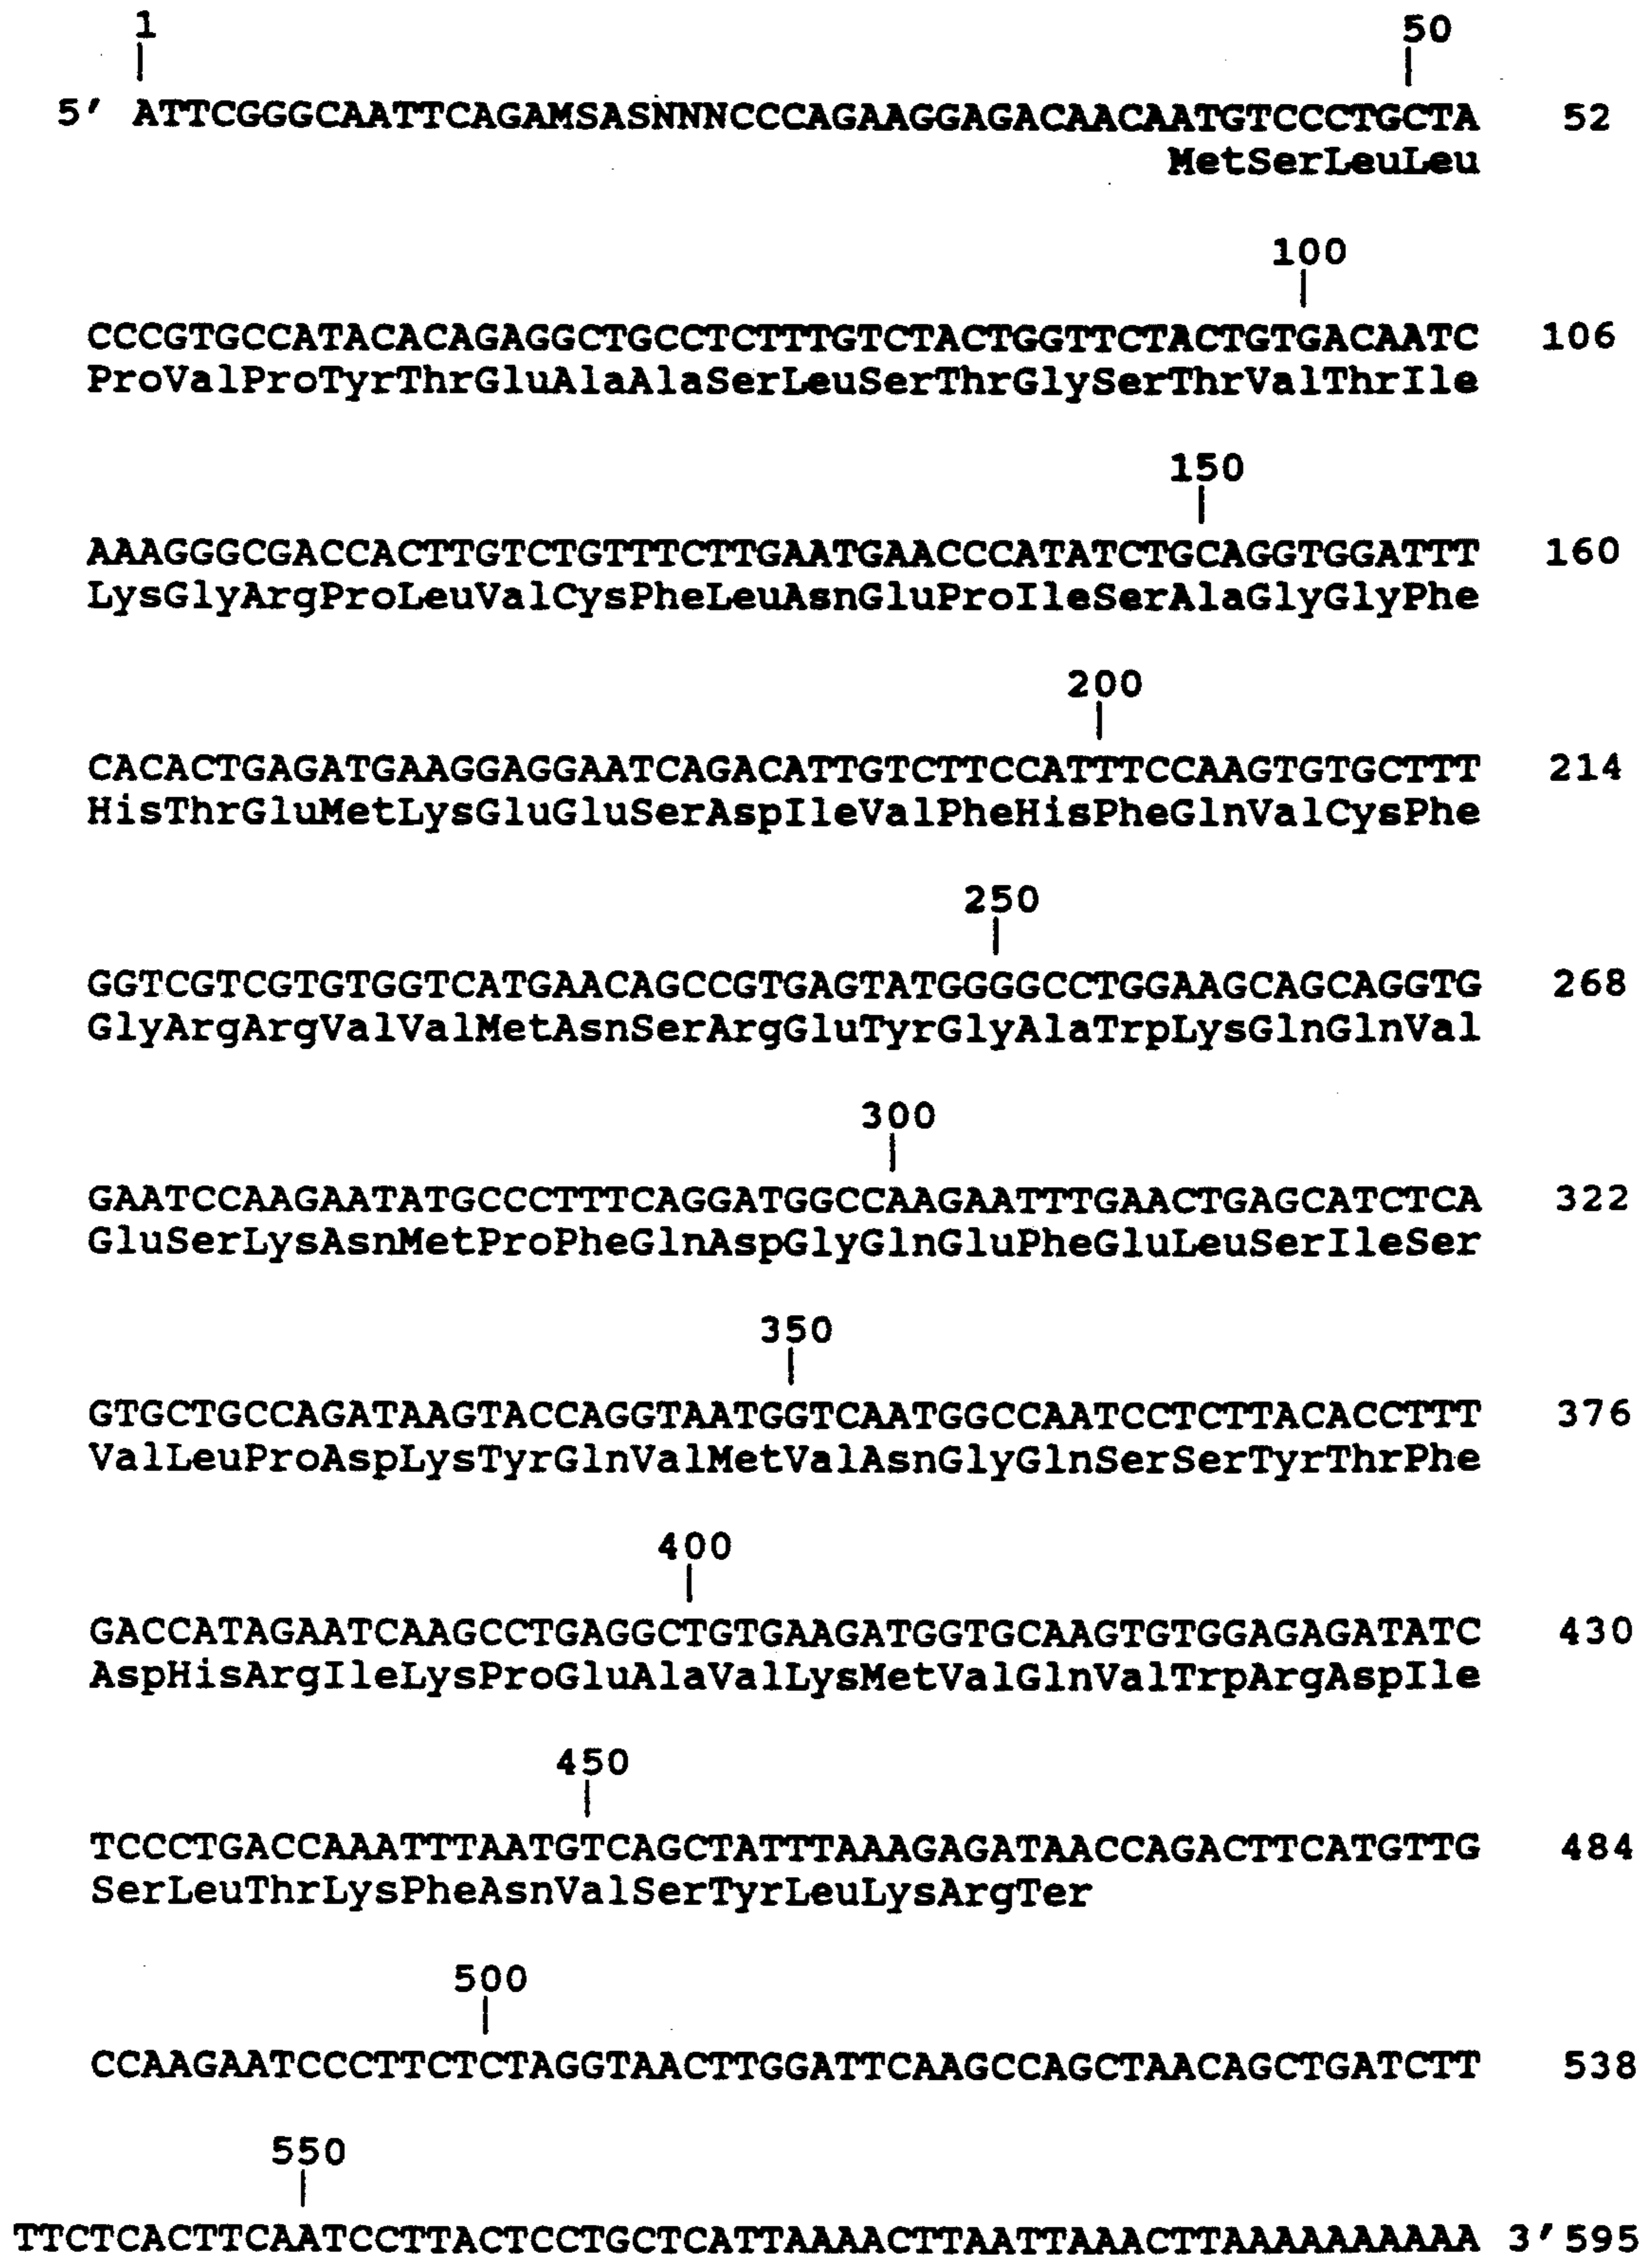 1 50
5' ATTCGGGCAATTCAGAMSASNNNCCCAGAAGGAGACAACAATGTCCCTGCTA 52
MetSerLeuLeu
100
CCCGTGCCATACACAGAGGCTGCCTCTTTGTCTACTGGTTCTACTGTGACAATC 106
ProValProTyrThrGluAlaAlaSerLeuSerThrGlySerThrValThrIle
150
AAAGGGCGACCACTTGTCTGTTTCTTGAATGAACCCATATCTGCAGGTGGATTT 160
LysGlyArgProLeuValCysPheLeuAsnGluProIleSerAlaGlyGlyPhe
200
CACACTGAGATGAAGGAGGAATCAGACATTGTCTTCCATTTCCAAGTGTGCTTT 214
HisThrGluMetLysGluGluSerAspIleValPheHisPheGlnValCysPhe
250
GGTCGTCGTGTGGTCATGAACAGCCGTGAGTATGGGGCCTGGAAGCAGCAGGTG 268
GlyArgArgValValMetAsnSerArgGluTyrGlyAlaTrpLysGlnGlnVal
300
GAATCCAAGAATATGCCCTTTCAGGATGGCCAAGAATTTGAACTGAGCATCTCA 322
GluSerLysAsnMetProPheGlnAspGlyGlnGluPheGluLeuSerIleSer
350
GTGCTGCCAGATAAGTACCAGGTAATGGTCAATGGCCAATCCTCTTACACCTTT 376
ValLeuProAspLysTyrGlnValMetValAsnGlyGlnSerSerTyrThrPhe
400
GACCATAGAATCAAGCCTGAGGCTGTGAAGATGGTGCAAGTGTGGAGAGATATC 430
AspHisArgIleLysProGluAlaValLysMetValGlnValTrpArgAspIle
450
TCCCTGACCAAATTTAATGTCAGCTATTTAAAGAGATAACCAGACTTCATGTTG 484
SerLeuThrLysPheAsnValSerTyrLeuLysArgTer
500
CCAAGAATCCCTTCTCTAGGTAACTTGGATTCAAGCCAGCTAACAGCTGATCTT 538
550
TTCTCACTTCAATCCTTACTCCTGCTCATTAAAACTTAATTAAACTTAAAAAAAAAA 3' 595